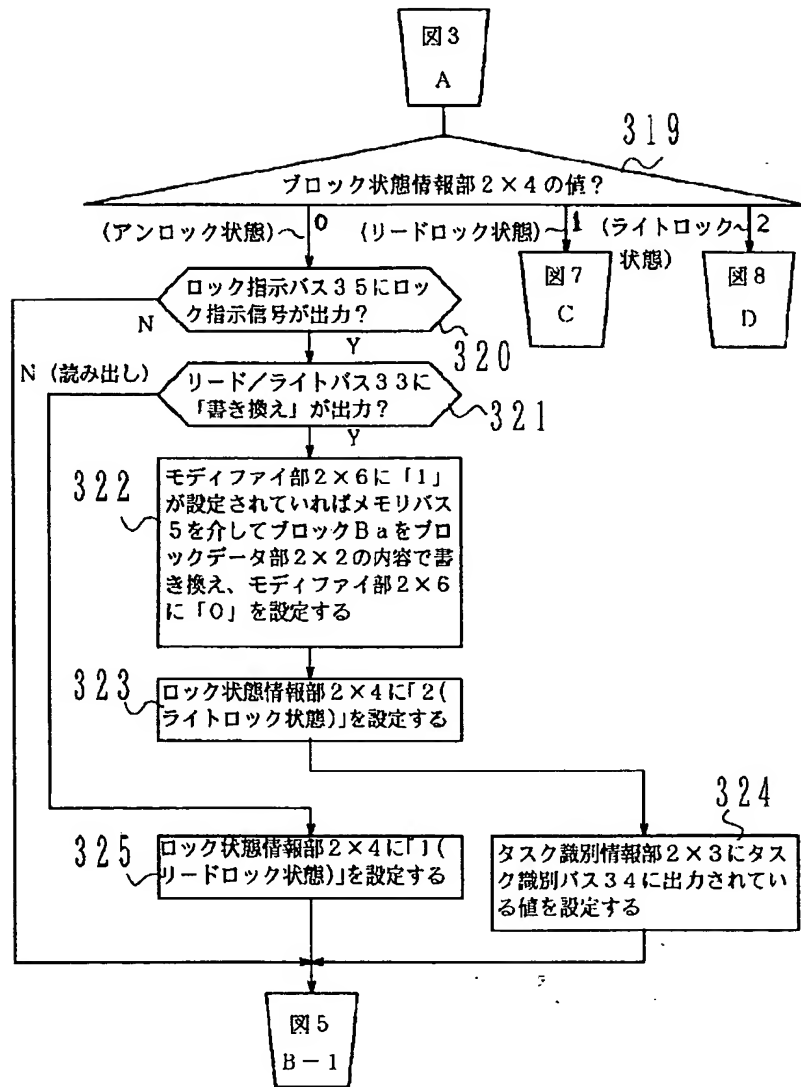 図3
A
319
ブロック状態情報部2×4の値?
(アンロック状態)
0
(リードロック状態)
1
(ライトロック
状態)
2
図7
C
図8
D
ロック指示バス35にロッ
ク指示信号が出力?
N
Y
320
N(読み出し)
リード/ライトバス33に
「書き換え」が出力?
Y
321
322
モディファイ部2×6に「1」
が設定されていればメモリバス
5を介してブロックBaをブロ
ックデータ部2×2の内容で書
き換え、モディファイ部2×6
に「0」を設定する
323
ロック状態情報部2×4に「2(
ライトロック状態)」を設定する
324
325
ロック状態情報部2×4に「1(
リードロック状態)」を設定する
タスク識別情報部2×3にタス
ク識別バス34に出力されてい
る値を設定する
図5
B-1